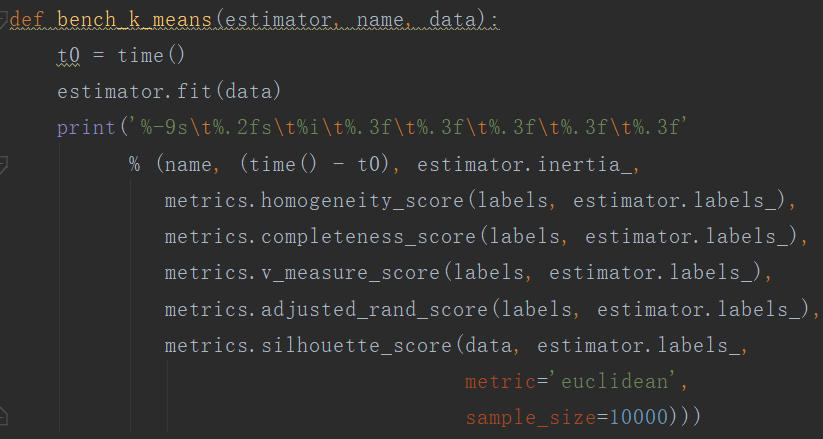 def bench_k_means(estimator, name, data):
    t0 = time()
    estimator.fit(data)
    print('%-9s\t%.2fs\t%i\t%.3f\t%.3f\t%.3f\t%.3f\t%.3f'
          % (name, (time() - t0), estimator.inertia_,
             metrics.homogeneity_score(labels, estimator.labels_),
             metrics.completeness_score(labels, estimator.labels_),
             metrics.v_measure_score(labels, estimator.labels_),
             metrics.adjusted_rand_score(labels, estimator.labels_),
             metrics.silhouette_score(data, estimator.labels_,
                                      metric='euclidean',
                                      sample_size=10000)))